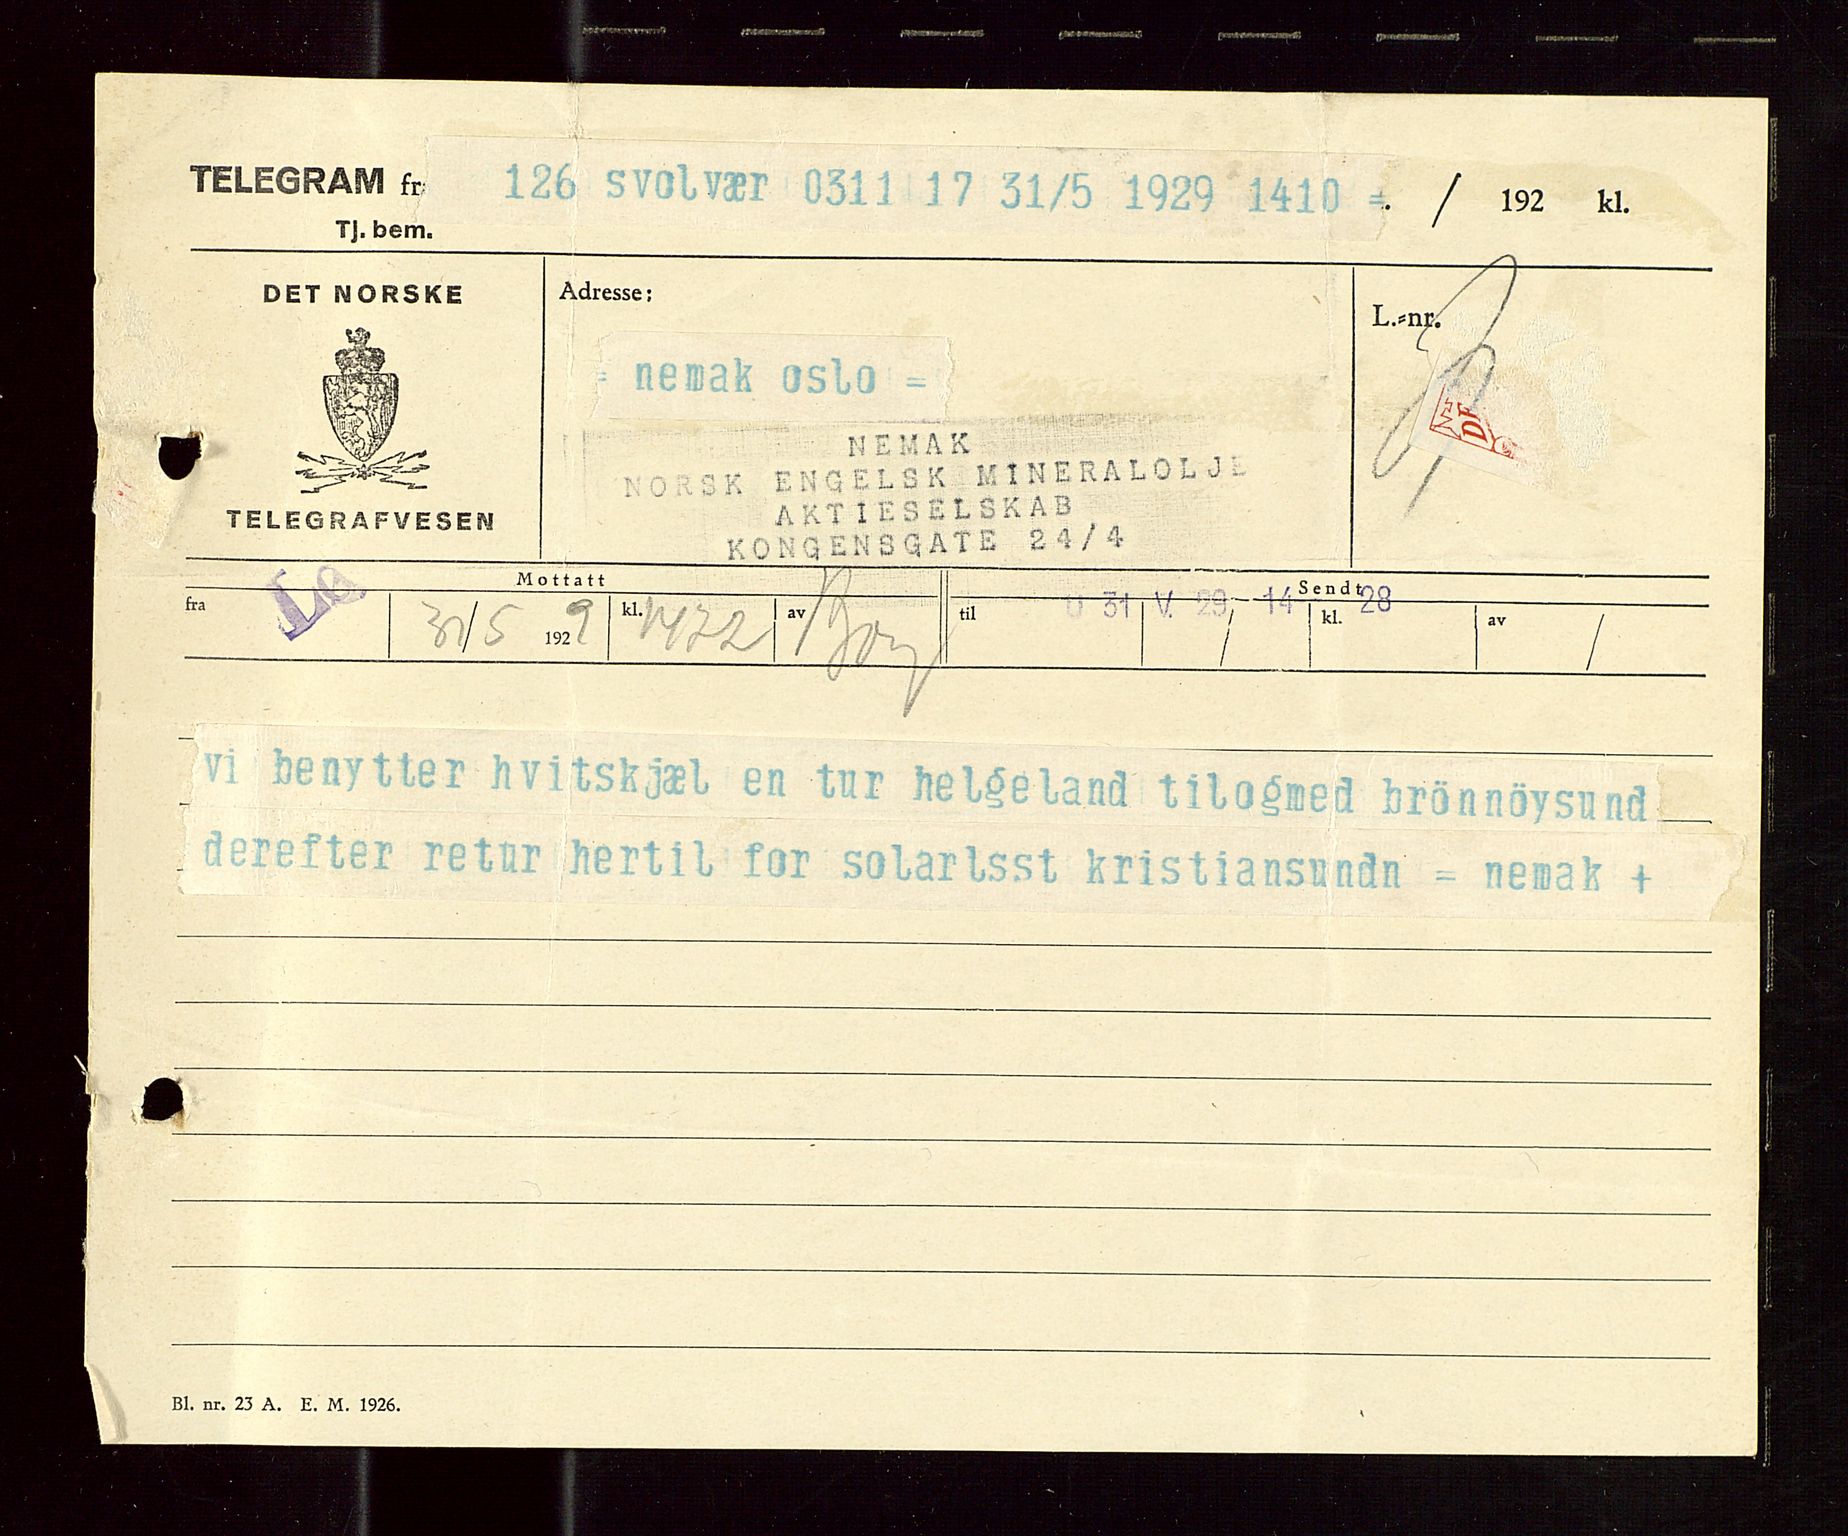 TELEGRAM fr 126 svolvær 0311 17 31/5 1929 1410 = . / 192 kl.
Tj. bem.
DET NORSKE
TELEGRAFVESEN
Adresse:
= nemak oslo =
NEMAK
NORSK ENGELSK MINERALOLJE
AKTIESELSKAB
KONGENSGATE 24/4
L.=nr.
Mottatt
Sendt
fra 31/5 1929 kl. 1422 av
til 31 V. 29 - 14 28 / kl. av /
vi benytter hvitskjæl en tur helgeland tilogmed brönnöysund
derefter retur hertil for solarlsst kristiansundn = nemak +
Bl. nr. 23 A. E. M. 1926.